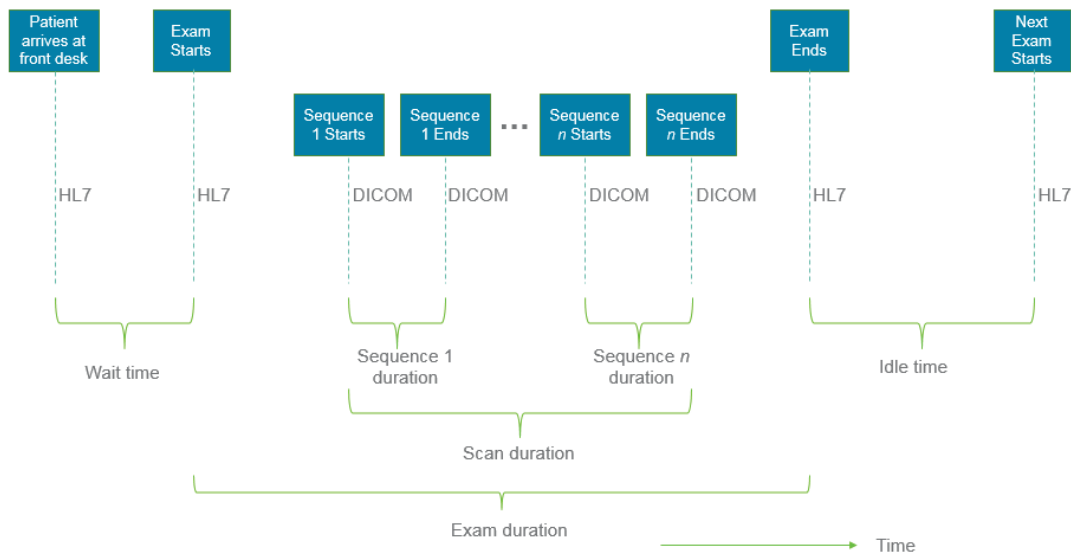 Patient
arrives at
front desk
Exam
Starts
Exam
Ends
Next
Exam
Starts
Sequence
1 Starts
Sequence
1 Ends
...
Sequence
n Starts
Sequence
n Ends
HL7
HL7
DICOM
DICOM
DICOM
DICOM
HL7
HL7
Wait time
Sequence 1
duration
Sequence n
duration
Idle time
Scan duration
Exam duration
Time